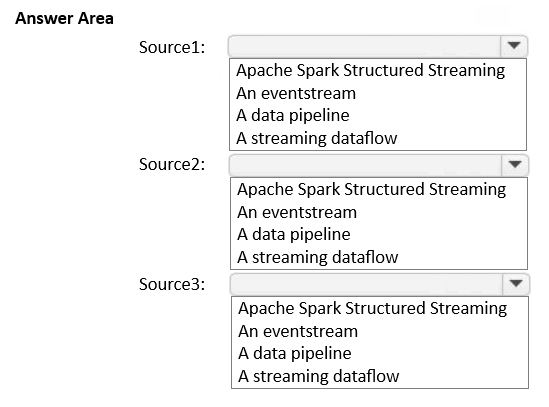 Answer Area
Source1:
Apache Spark Structured Streaming
An eventstream
A data pipeline
A streaming dataflow
Source2:
Apache Spark Structured Streaming
An eventstream
A data pipeline
A streaming dataflow
Source3:
Apache Spark Structured Streaming
An eventstream
A data pipeline
A streaming dataflow